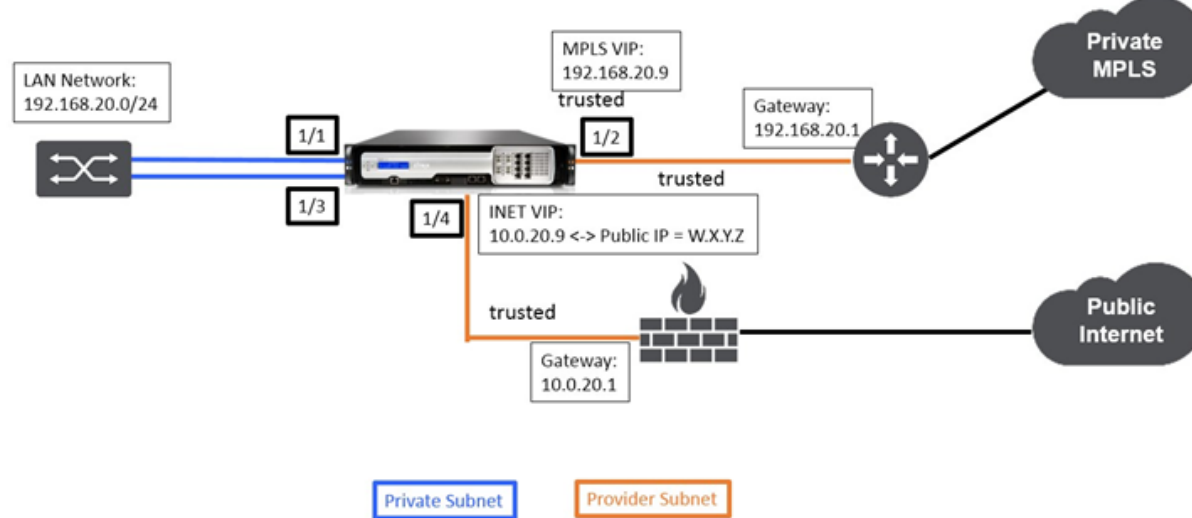 LAN Network:
192.168.20.0/24
1/1
1/3
MPLS VIP:
192.168.20.9
trusted
1/2
trusted
Gateway:
192.168.20.1
Private
MPLS
1/4
INET VIP:
10.0.20.9 <-> Public IP = W.X.Y.Z
trusted
Gateway:
10.0.20.1
Public
Internet
Private Subnet
Provider Subnet